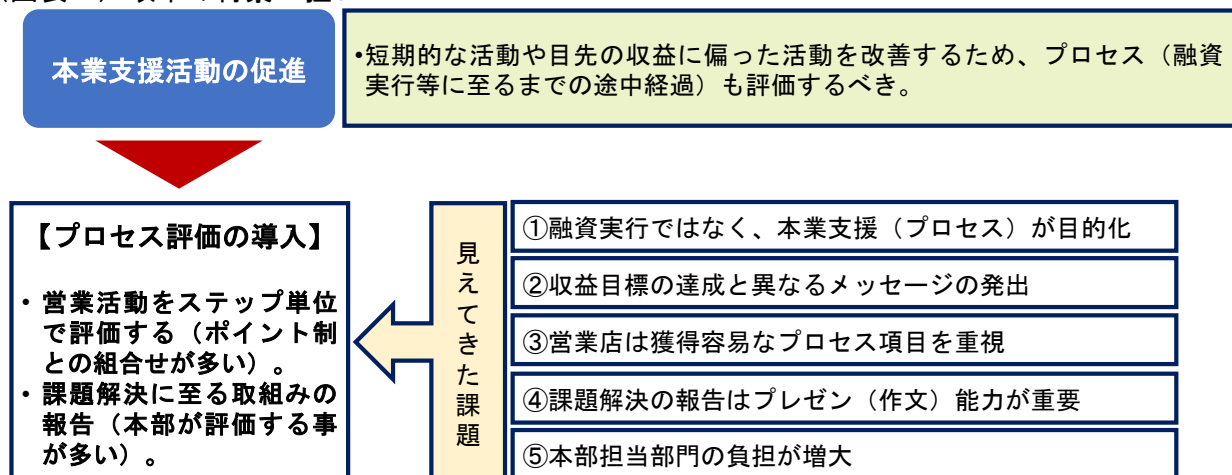 本業支援活動の促進
•短期的な活動や目先の収益に偏った活動を改善するため、プロセス（融資
実行等に至るまでの途中経過）も評価するべき。
【プロセス評価の導入】
• 営業活動をステップ単位
で評価する（ポイント制
との組合せが多い）。
• 課題解決に至る取組みの
報告（本部が評価する事
が多い）。
見えてきた課題
①融資実行ではなく、本業支援（プロセス）が目的化
②収益目標の達成と異なるメッセージの発出
③営業店は獲得容易なプロセス項目を重視
④課題解決の報告はプレゼン（作文）能力が重要
⑤本部担当部門の負担が増大